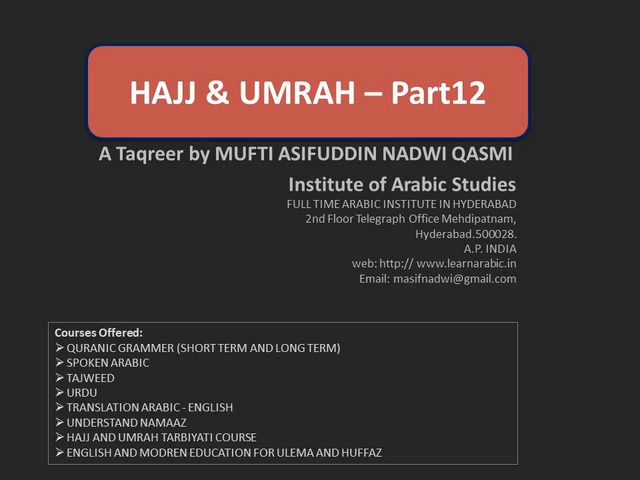 HAJJ & UMRAH – Part12
A Taqreer by MUFTI ASIFUDDIN NADWI QASMI
Institute of Arabic Studies
FULL TIME ARABIC INSTITUTE IN HYDERABAD
2nd Floor Telegraph Office Mehdipatnam,
Hyderabad.500028.
A.P. INDIA
web: http:// www.learnarabic.in
Email: masifnadwi@gmail.com
Courses Offered:
➢ QURANIC GRAMMER (SHORT TERM AND LONG TERM)
➢ SPOKEN ARABIC
➢ TAJWEED
➢ URDU
➢ TRANSLATION ARABIC - ENGLISH
➢ UNDERSTAND NAMAAZ
➢ HAJJ AND UMRAH TARBIYATI COURSE
➢ ENGLISH AND MODREN EDUCATION FOR ULEMA AND HUFFAZ